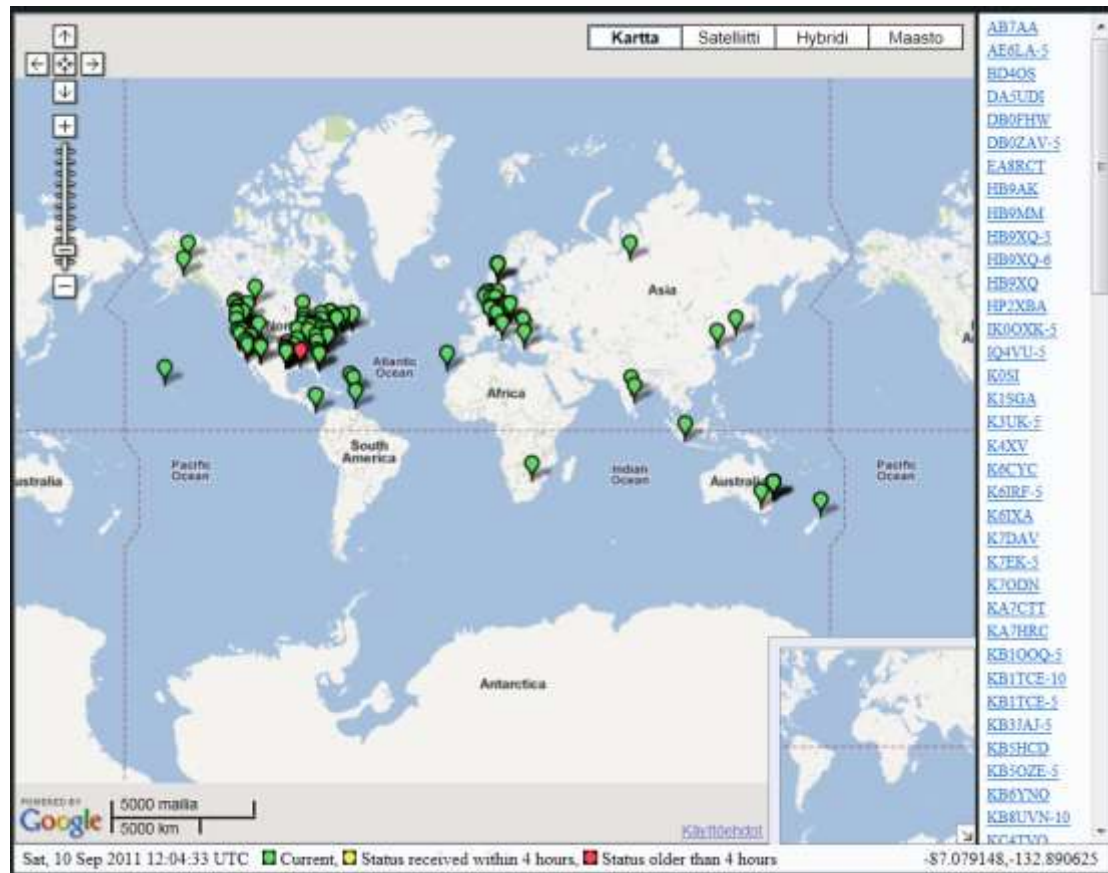 Kartta
Satelliitti
Hybridi
Maasto
Asia
Atlantic
Ocean
Africa
South
America
Pacific
Ocean
Indian
Ocean
Australia
Pacific
Ocean
ustralia
Antarctica
POWERED BY
Google
5000 mailia
5000 km
Käyttöehdot
Sat, 10 Sep 2011 12:04:33 UTC Current, Status received within 4 hours, Status older than 4 hours
-87.079148,-132.890625
AB7AA
AE6LA-5
BD4OS
DA5UDI
DB0FHW
DB0ZAV-5
EA8RCT
HB9AK
HB9MM
HB9XQ-5
HB9XQ-6
HB9XQ
HP2XBA
IK0OXK-5
IQ4VU-5
K0SI
K1SGA
K3UK-5
K4XV
K6CYC
K6IRF-5
K6IXA
K7DAV
K7EK-5
K7ODN
KA7CTT
KA7HRC
KB1OOQ-5
KB1TCE-10
KB1TCE-5
KB3JAJ-5
KB5HCD
KB5OZE-5
KB6YNO
KB8UVN-10